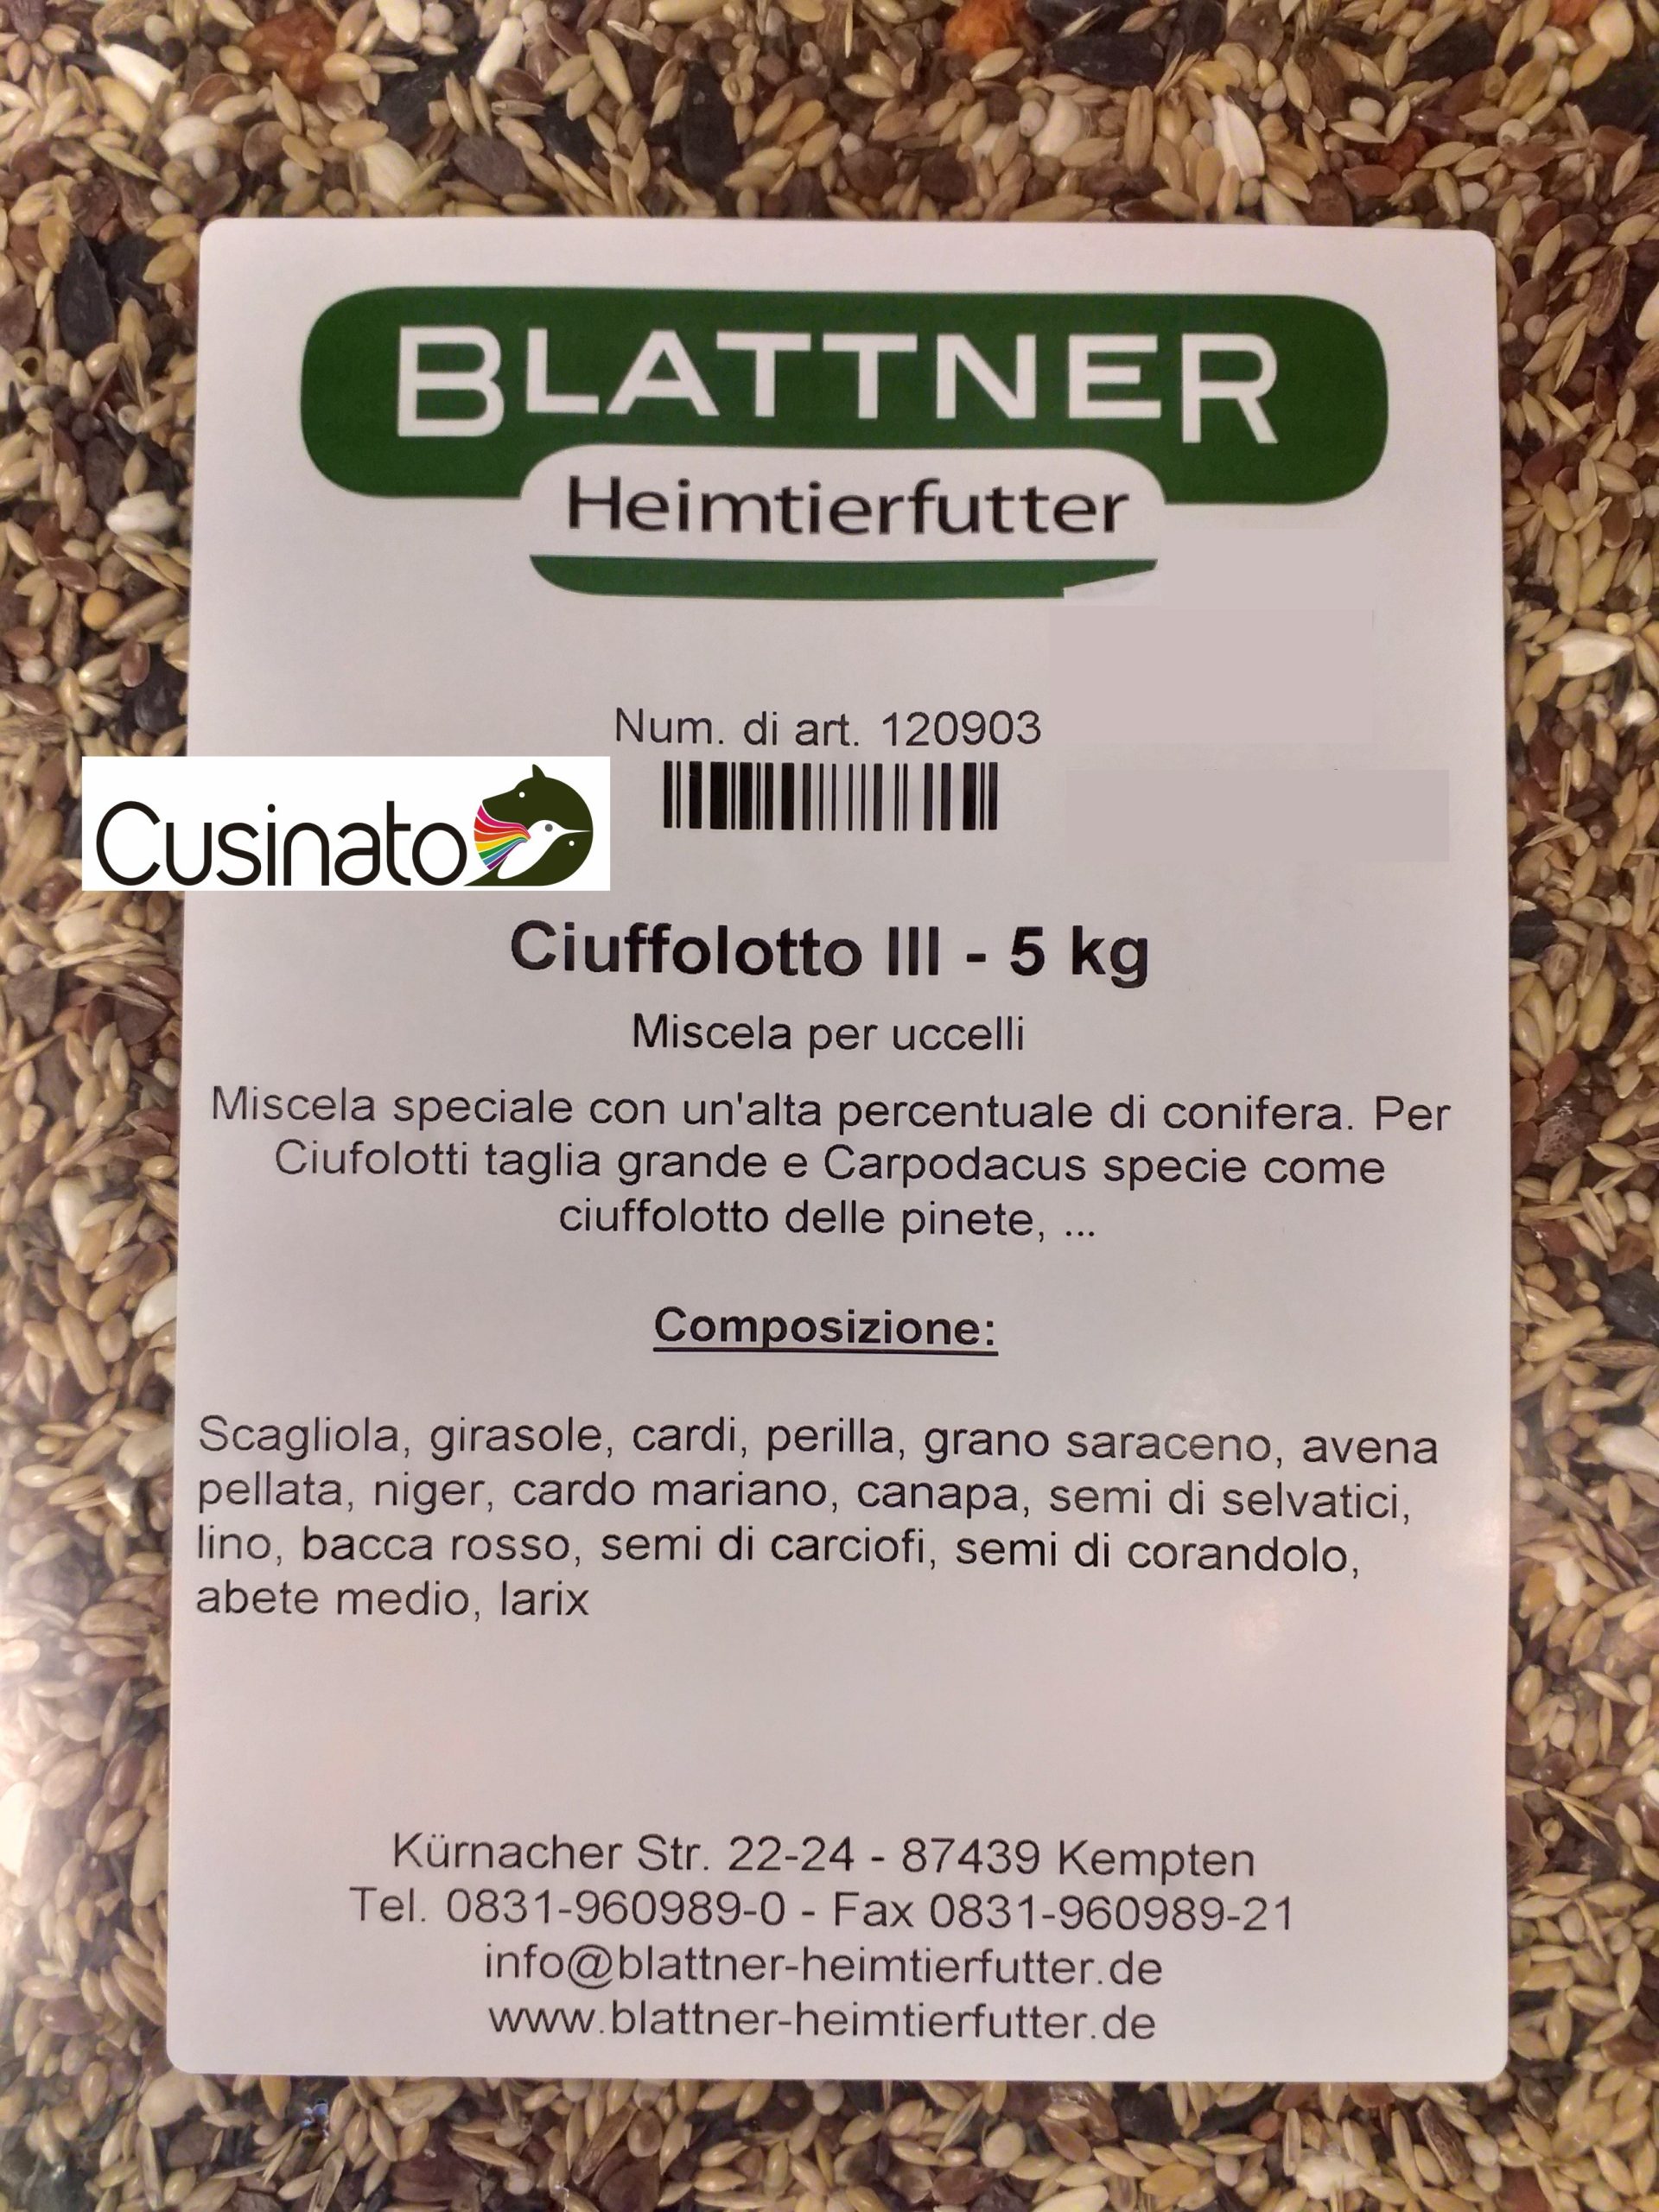 BLATTNER
Heimtierfutter
Num. di art. 120903
Cusinato
Ciuffolotto III - 5 kg
Miscela per uccelli
Miscela speciale con un'alta percentuale di conifera. Per
Ciufolotti taglia grande e Carpodacus specie come
ciuffolotto delle pinete, ...
Composizione:
Scagliola, girasole, cardi, perilla, grano saraceno, avena
pellata, niger, cardo mariano, canapa, semi di selvatici,
lino, bacca rosso, semi di carciofi, semi di corandolo,
abete medio, larix
Kürnacher Str. 22-24 - 87439 Kempten
Tel. 0831-960989-0 - Fax 0831-960989-21
info@blattner-heimtierfutter.de
www.blattner-heimtierfutter.de